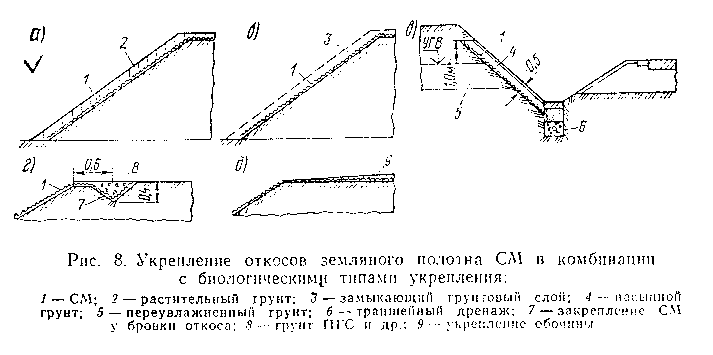 а) 2 1
б) 3 1
в) УГВ 1,0м 1 4 0,5 5 6
г) 1 0,6 8 7 0,4
д) 9
Рис. 8. Укрепление откосов земляного полотна СМ в комбинации
с биологическими типами укрепления:
1 — СМ; 2 — растительный грунт; 3 — замыкающий грунтовый слой; 4 — насыпной
грунт; 5 — переувлажненный грунт; 6 — траншейный дренаж; 7 — закрепление СМ
у бровки откоса; 8 — грунт ПГС и др.; 9 — укрепление обочины